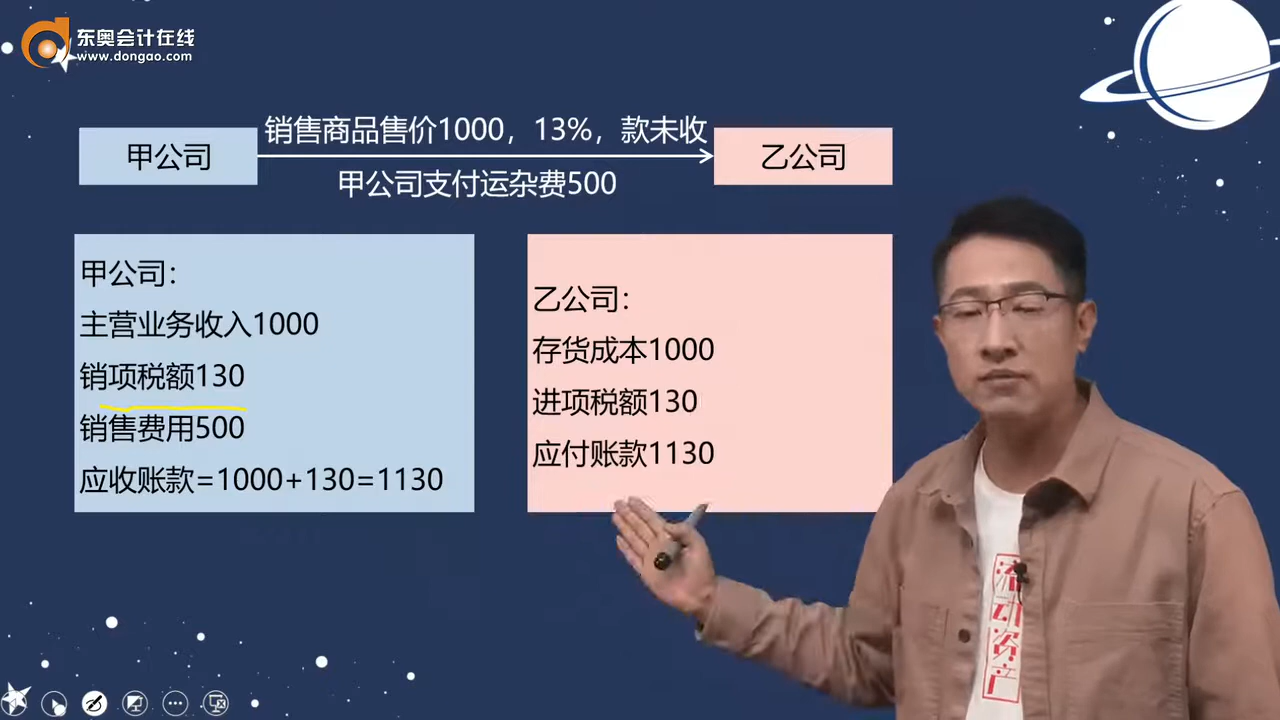 东奥会计在线
www.dongao.com
销售商品售价1000，13%，款未收
甲公司
乙公司
甲公司支付运杂费500
甲公司：
主营业务收入1000
销项税额130
销售费用500
应收账款=1000+130=1130
乙公司：
存货成本1000
进项税额130
应付账款1130
流动资产